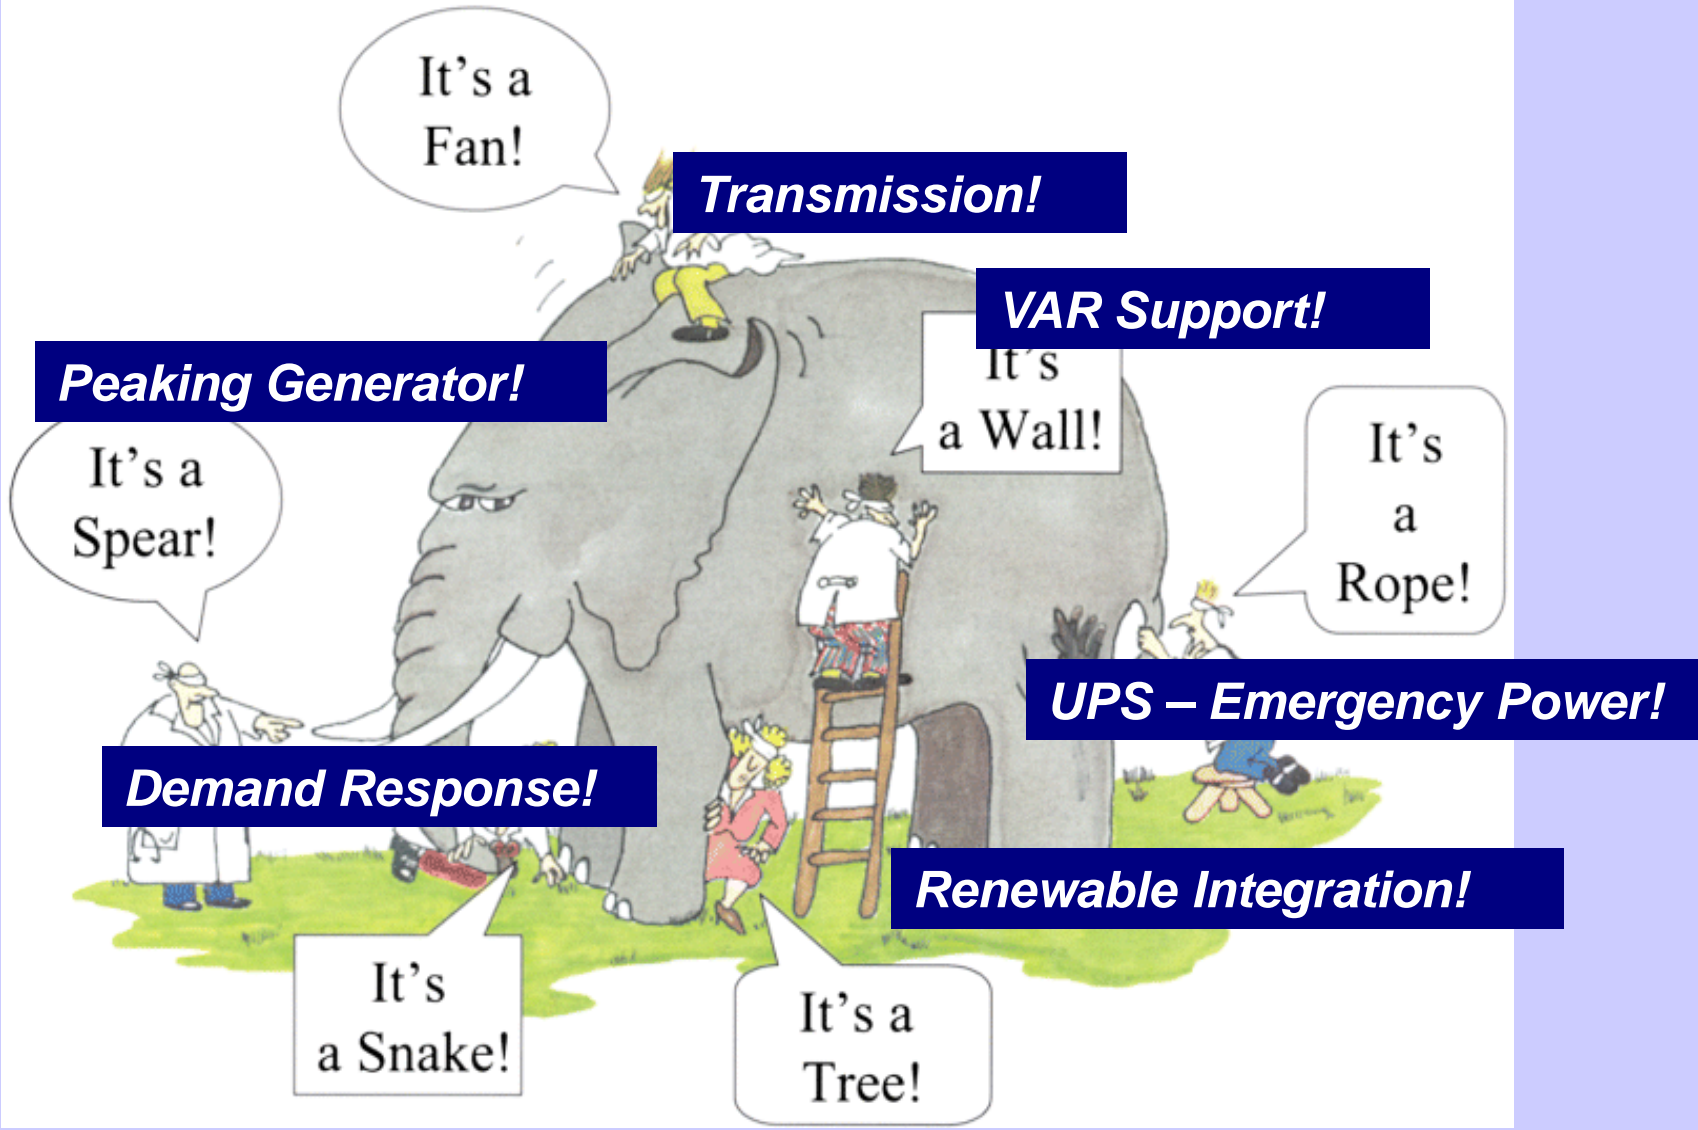 It's a
Fan!
Transmission!
VAR Support!
It's
a Wall!
Peaking Generator!
It's a
Spear!
It's
a
Rope!
UPS – Emergency Power!
Demand Response!
Renewable Integration!
It's
a Snake!
It's a
Tree!